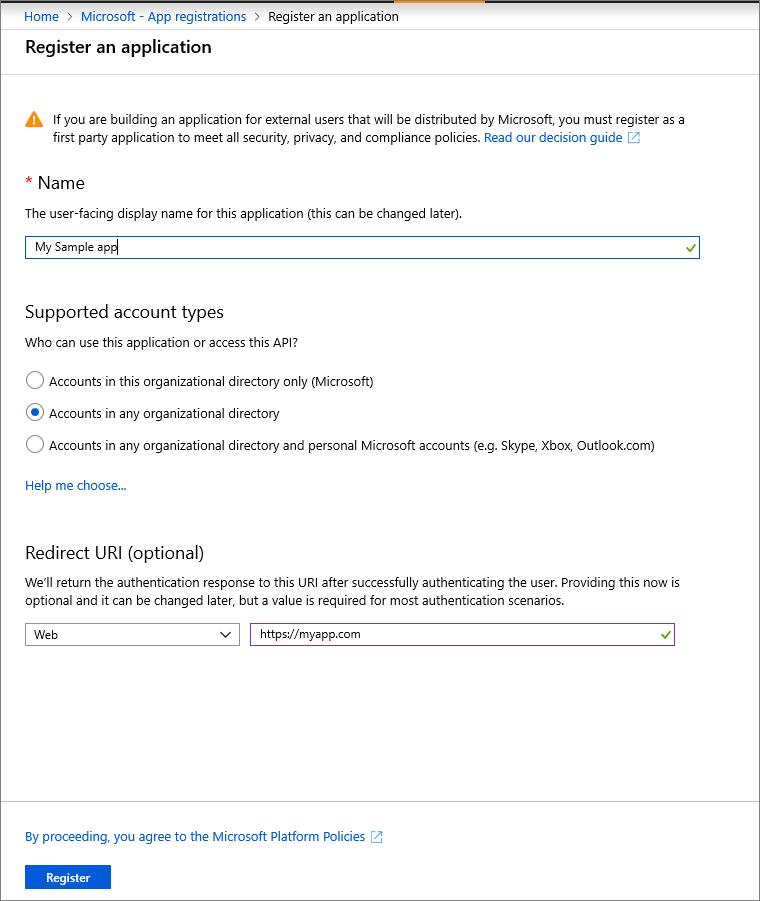 Home > Microsoft - App registrations > Register an application
Register an application
If you are building an application for external users that will be distributed by Microsoft, you must register as a
first party application to meet all security, privacy, and compliance policies. Read our decision guide
* Name
The user-facing display name for this application (this can be changed later).
My Sample app
Supported account types
Who can use this application or access this API?
Accounts in this organizational directory only (Microsoft)
Accounts in any organizational directory
Accounts in any organizational directory and personal Microsoft accounts (e.g. Skype, Xbox, Outlook.com)
Help me choose...
Redirect URI (optional)
We'll return the authentication response to this URI after successfully authenticating the user. Providing this now is
optional and it can be changed later, but a value is required for most authentication scenarios.
Web https://myapp.com
By proceeding, you agree to the Microsoft Platform Policies
Register